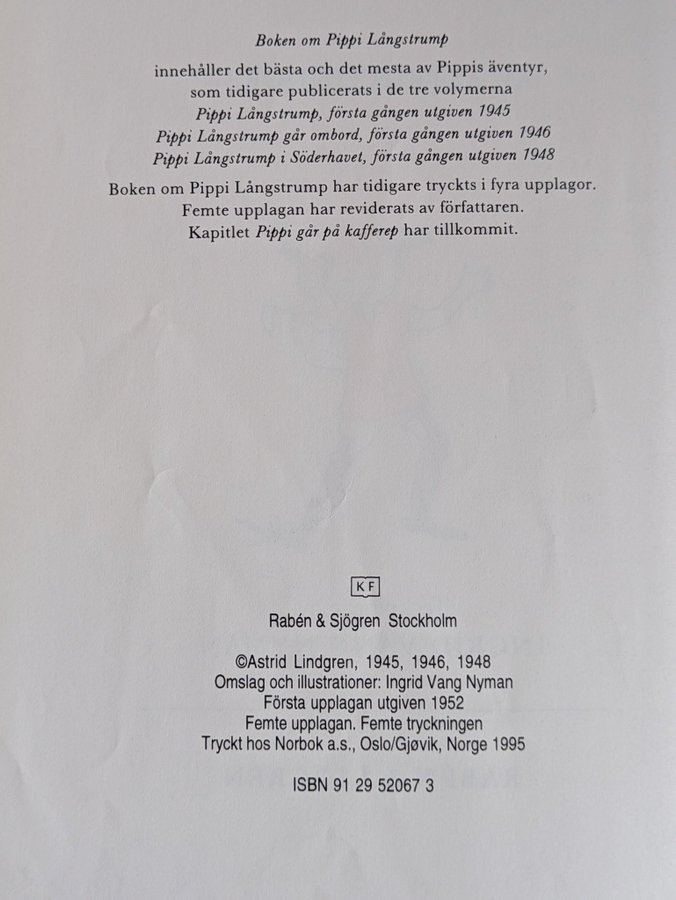 Boken om Pippi Långstrump
innehåller det bästa och det mesta av Pippis äventyr,
som tidigare publicerats i de tre volymerna
Pippi Långstrump, första gången utgiven 1945
Pippi Långstrump går ombord, första gången utgiven 1946
Pippi Långstrump i Söderhavet, första gången utgiven 1948
Boken om Pippi Långstrump har tidigare tryckts i fyra upplagor.
Femte upplagan har reviderats av författaren.
Kapitlet Pippi går på kafferep har tillkommit.
KF
Rabén & Sjögren Stockholm
©Astrid Lindgren, 1945, 1946, 1948
Omslag och illustrationer: Ingrid Vang Nyman
Första upplagan utgiven 1952
Femte upplagan. Femte tryckningen
Tryckt hos Norbok a.s., Oslo/Gjøvik, Norge 1995
ISBN 91 29 52067 3